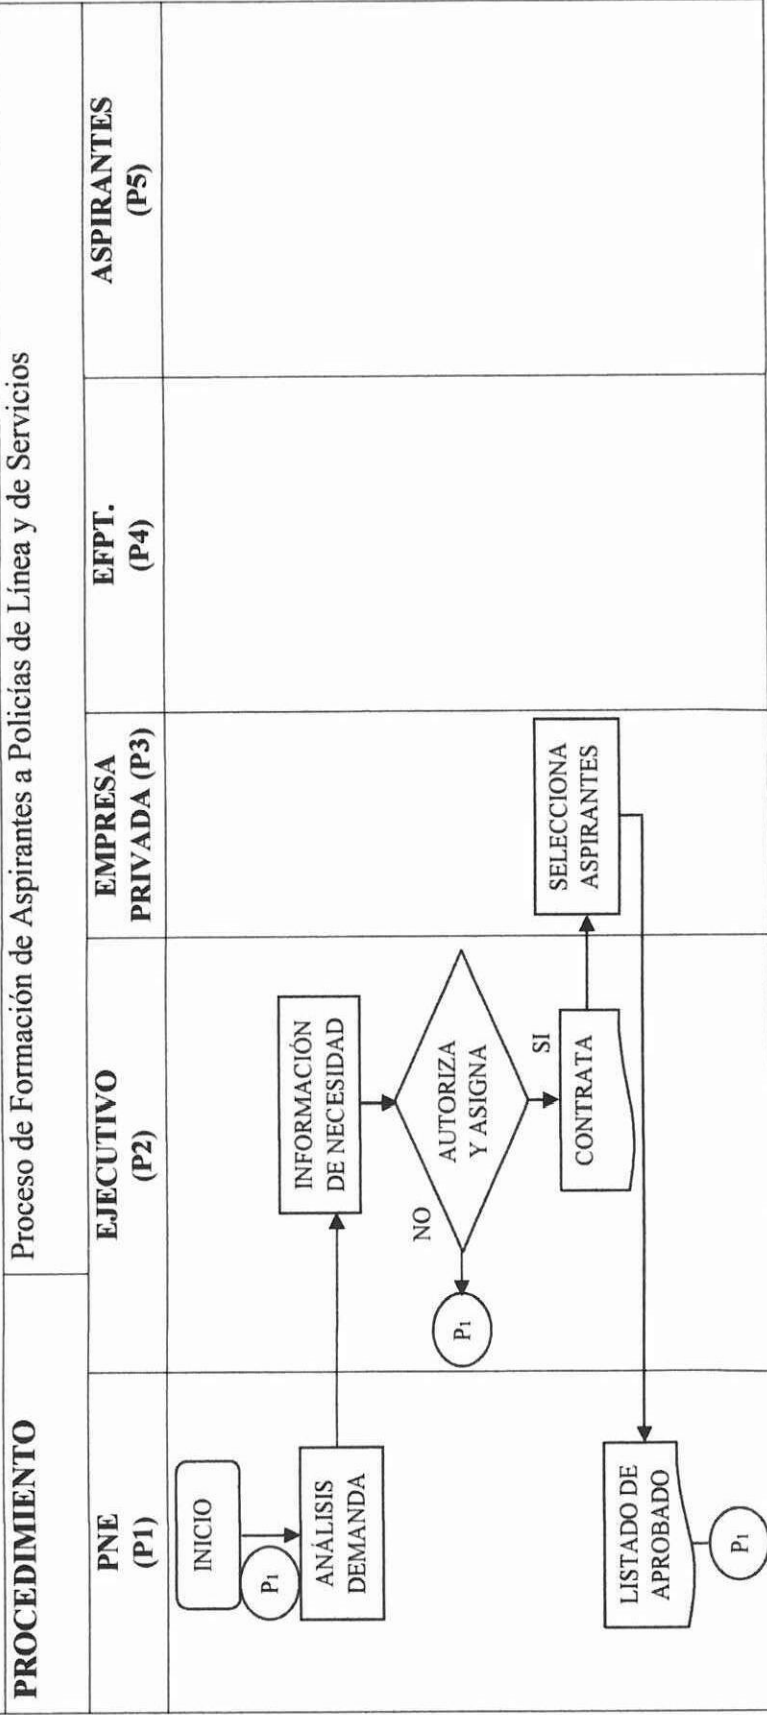 PROCEDIMIENTO
Proceso de Formación de Aspirantes a Policías de Línea y de Servicios
PNE
(P1)
EJECUTIVO
(P2)
EMPRESA
PRIVADA (P3)
EFPT.
(P4)
ASPIRANTES
(P5)
INICIO
P1
ANÁLISIS
DEMANDA
INFORMACIÓN
DE NECESIDAD
AUTORIZA
Y ASIGNA
NO
P1
SI
CONTRATA
SELECCIONA
ASPIRANTES
LISTADO DE
APROBADO
P1